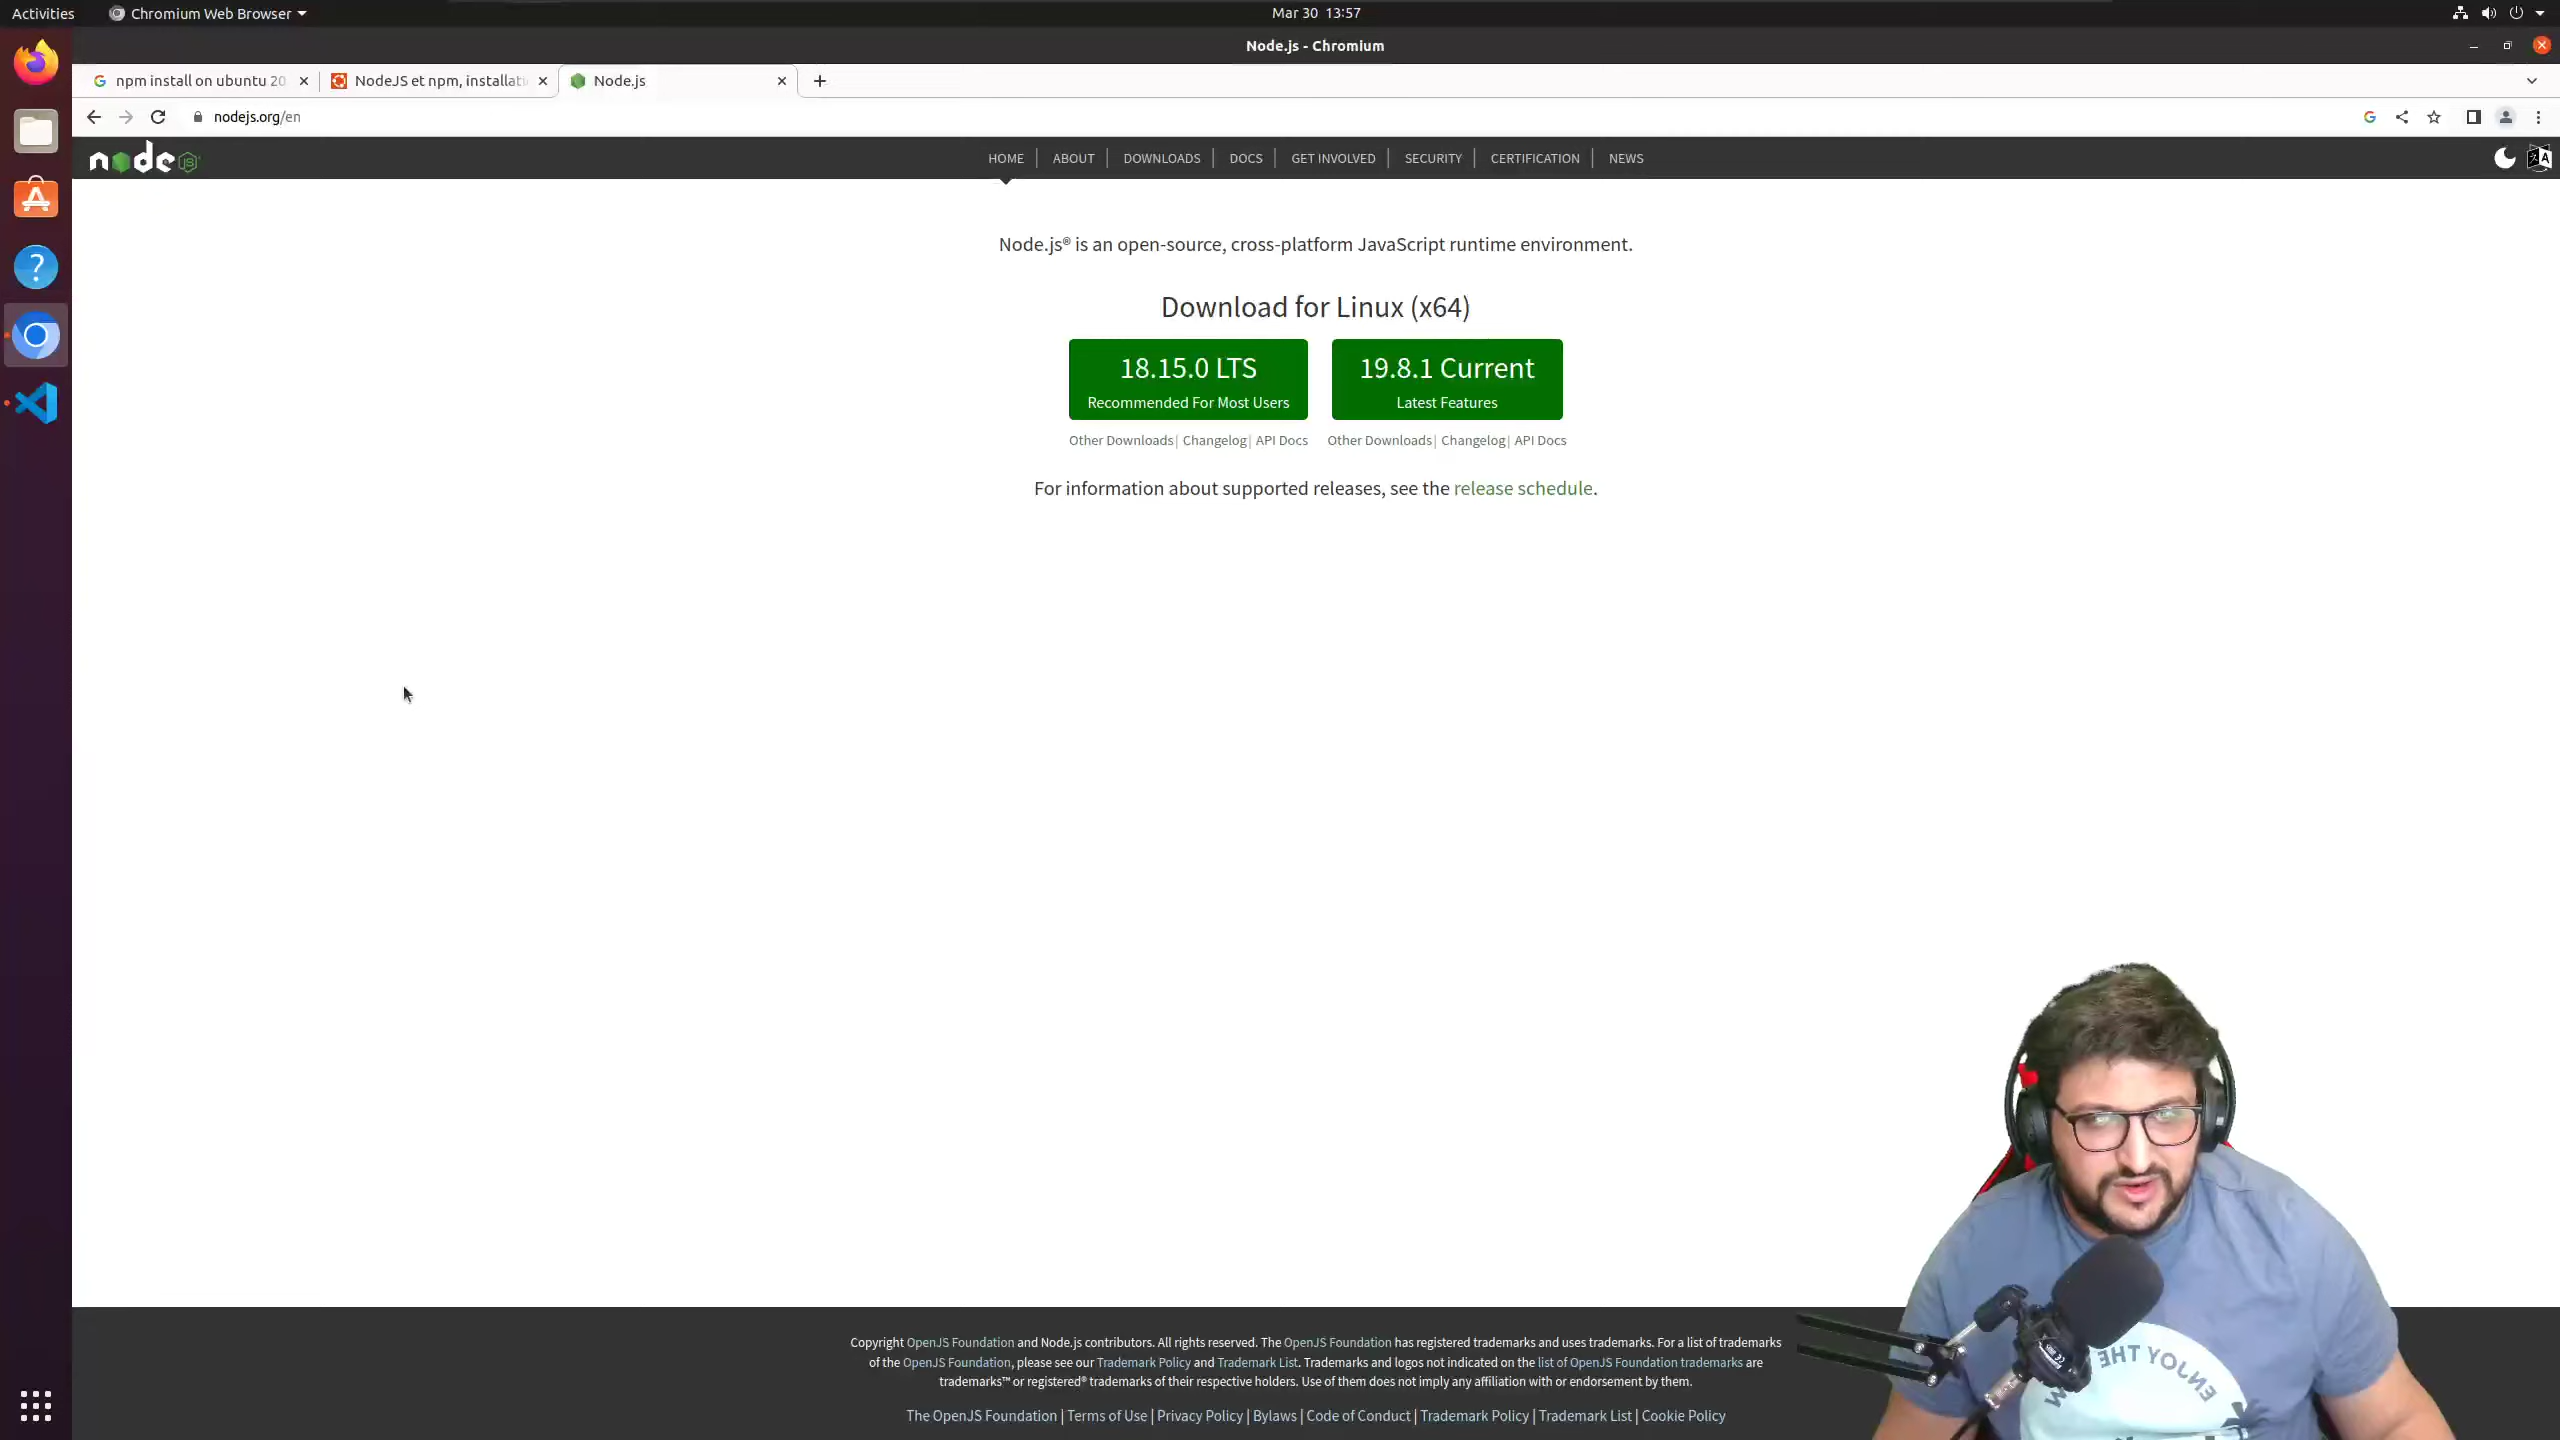 Activities
Chromium Web Browser
Mar 30 13:57
Node.js - Chromium
npm install on ubuntu 20
NodeJS et npm, installati
Node.js
nodejs.org/en
node
JS
HOME
ABOUT
DOWNLOADS
DOCS
GET INVOLVED
SECURITY
CERTIFICATION
NEWS
Node.js® is an open-source, cross-platform JavaScript runtime environment.
Download for Linux (x64)
18.15.0 LTS
Recommended For Most Users
19.8.1 Current
Latest Features
Other Downloads | Changelog | API Docs
Other Downloads | Changelog | API Docs
For information about supported releases, see the release schedule.
Copyright OpenJS Foundation and Node.js contributors. All rights reserved. The OpenJS Foundation has registered trademarks and uses trademarks. For a list of trademarks
of the OpenJS Foundation, please see our Trademark Policy and Trademark List. Trademarks and logos not indicated on the list of OpenJS Foundation trademarks are
trademarks™ or registered® trademarks of their respective holders. Use of them does not imply any affiliation with or endorsement by them.
The OpenJS Foundation | Terms of Use | Privacy Policy | Bylaws | Code of Conduct | Trademark Policy | Trademark List | Cookie Policy
ENJOY THE